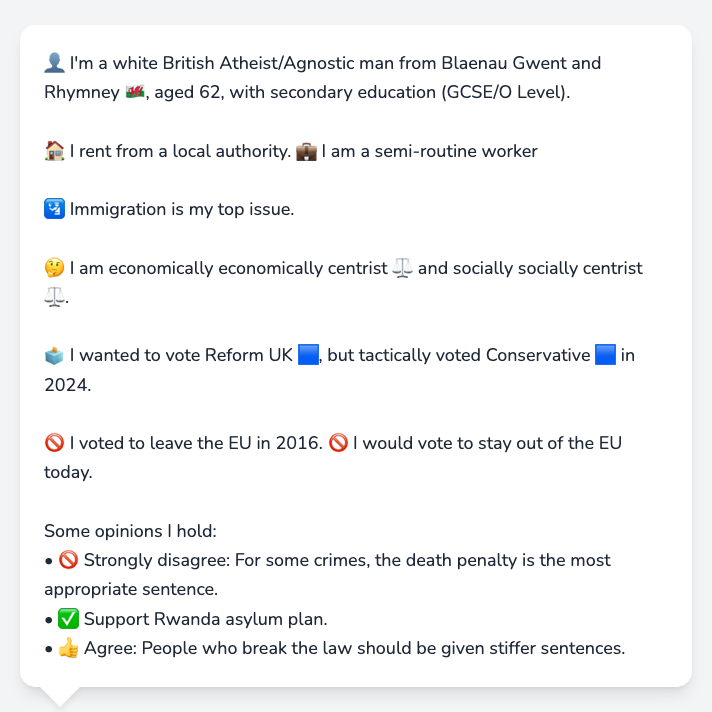 👤 I'm a white British Atheist/Agnostic man from Blaenau Gwent and
Rhymney 🏴󠁧󠁢󠁷󠁬󠁳󠁿, aged 62, with secondary education (GCSE/O Level).
🏠 I rent from a local authority. 💼 I am a semi-routine worker
🛂 Immigration is my top issue.
🤔 I am economically economically centrist ⚖️ and socially socially centrist
⚖️.
🗳️ I wanted to vote Reform UK 🟦, but tactically voted Conservative 🟦 in
2024.
🚫 I voted to leave the EU in 2016. 🚫 I would vote to stay out of the EU
today.
Some opinions I hold:
• 🚫 Strongly disagree: For some crimes, the death penalty is the most
appropriate sentence.
• ✅ Support Rwanda asylum plan.
• 👍 Agree: People who break the law should be given stiffer sentences.